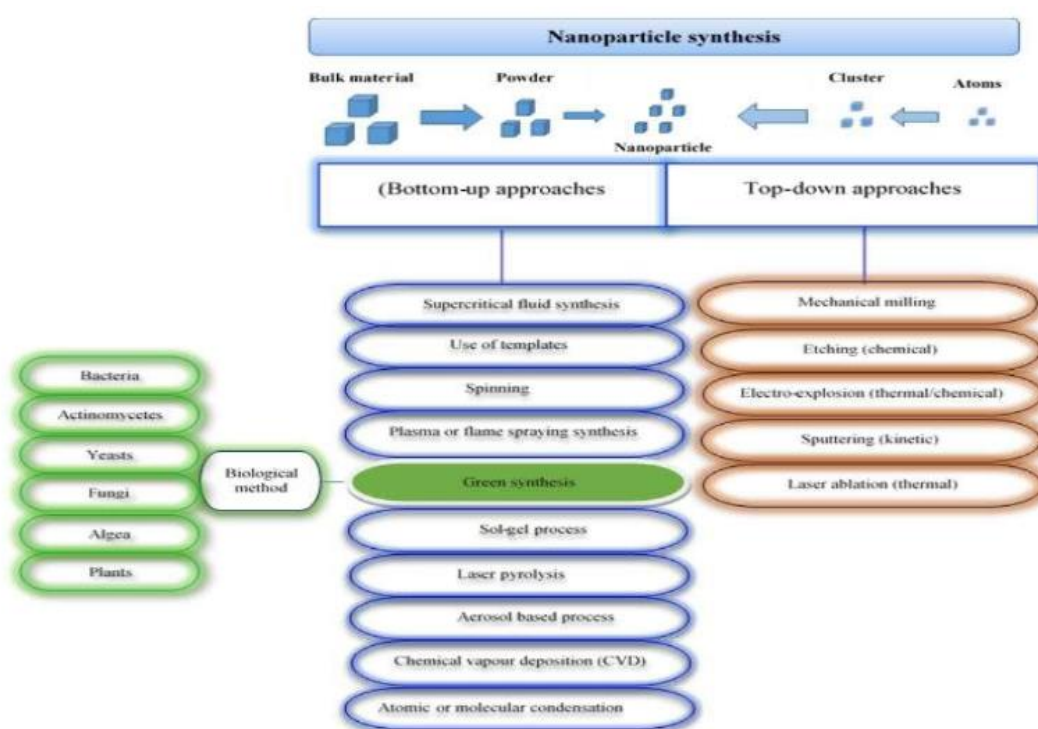 Nanoparticle synthesis
Bulk material
Powder
Cluster
Atoms
Nanoparticle
(Bottom-up approaches
Top-down approaches
Supercritical fluid synthesis
Use of templates
Spinning
Plasma or flame spraying synthesis
Green synthesis
Sol-gel process
Laser pyrolysis
Aerosol based process
Chemical vapour deposition (CVD)
Atomic or molecular condensation
Mechanical milling
Etching (chemical)
Electro-explosion (thermal/chemical)
Sputtering (kinetic)
Laser ablation (thermal)
Biological
method
Bacteria
Actinomycetes
Yeasts
Fungi
Algea
Plants